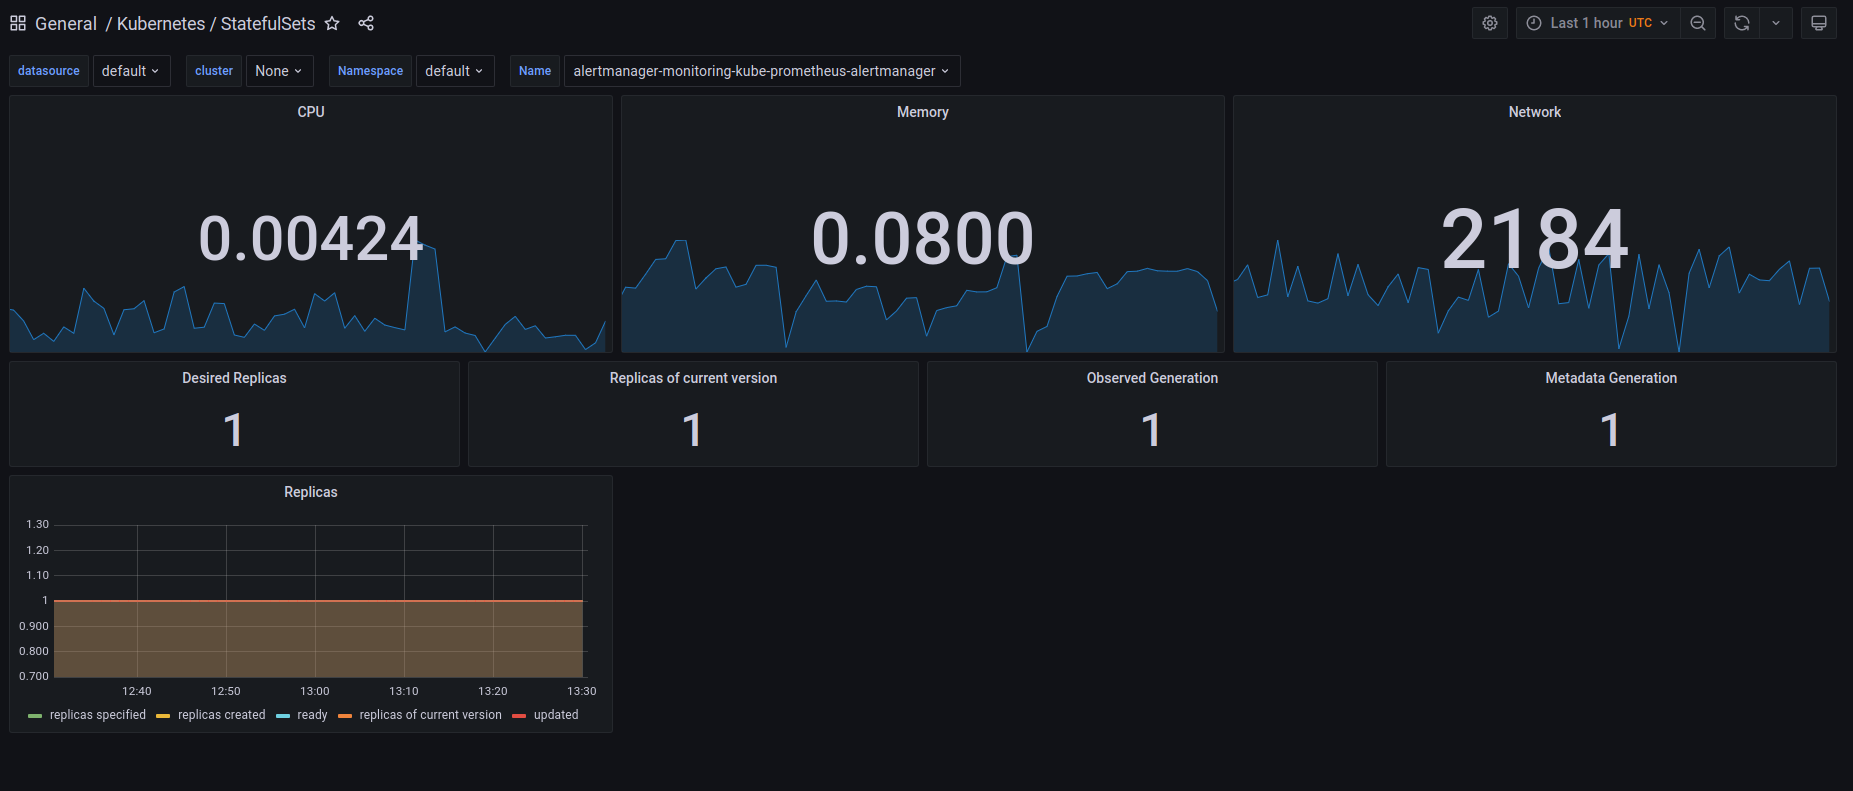 General / Kubernetes / StatefulSets
Last 1 hour UTC
datasource default cluster None Namespace default Name alertmanager-monitoring-kube-prometheus-alertmanager
CPU
0.00424
Memory
0.0800
Network
2184
Desired Replicas
1
Replicas of current version
1
Observed Generation
1
Metadata Generation
1
Replicas
1.30
1.20
1.10
1
0.900
0.800
0.700
12:40 12:50 13:00 13:10 13:20 13:30
replicas specified replicas created ready replicas of current version updated